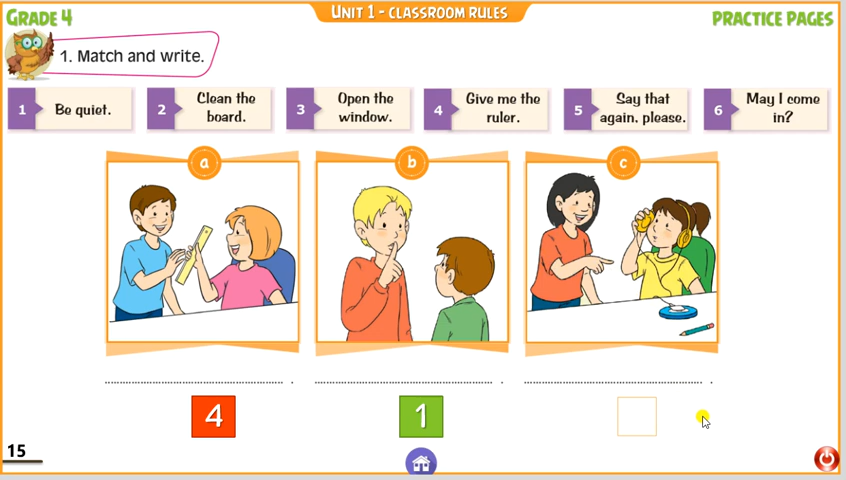 GRADE 4
UNIT 1 - CLASSROOM RULES
PRACTICE PAGES
1. Match and write.
1 Be quiet.
2 Clean the
board.
3 Open the
window.
4 Give me the
ruler.
5 Say that
again, please.
6 May I come
in?
a
b
c
.................................................. .
.................................................. .
.................................................. .
4
1
15